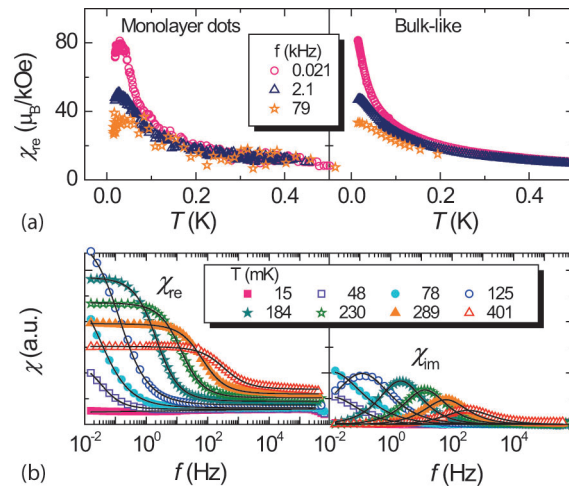 Monolayer dots
Bulk-like
80
40
0
χre (μB/kOe)
f (kHz)
0.021
2.1
79
0.0 0.2 0.4 0.0 0.2 0.4
(a) T (K) T (K)
T (mK)
15 48 78 125
184 230 289 401
χre
χim
χ(a.u.)
10-2 100 102 104 10-2 100 102 104
(b) f (Hz) f (Hz)